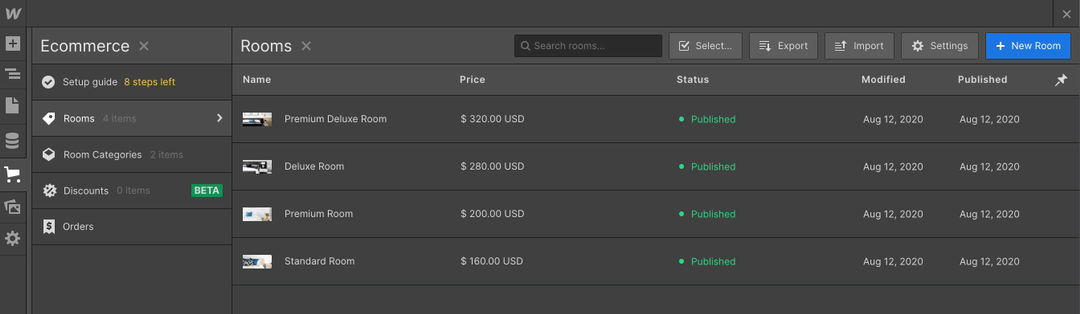 W
Ecommerce
Rooms
Search rooms...
Select...
Export
Import
Settings
+ New Room
Setup guide 8 steps left
Name Price Status Modified Published
Rooms 4 items
Premium Deluxe Room $ 320.00 USD Published Aug 12, 2020 Aug 12, 2020
Room Categories 2 items
Deluxe Room $ 280.00 USD Published Aug 12, 2020 Aug 12, 2020
Discounts 0 items BETA
Premium Room $ 200.00 USD Published Aug 12, 2020 Aug 12, 2020
Orders
Standard Room $ 160.00 USD Published Aug 12, 2020 Aug 12, 2020